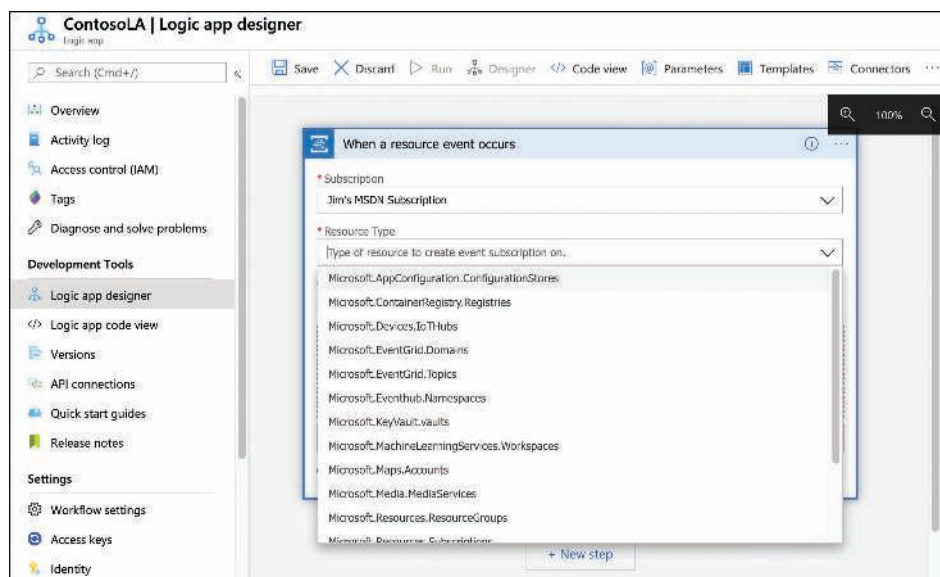 ContosoLA | Logic app designer
Logic app
Search (Cmd+/)
«
Save Discard Run Designer Code view Parameters Templates Connectors ...
Overview
Activity log
Access control (IAM)
Tags
Diagnose and solve problems
Development Tools
Logic app designer
Logic app code view
Versions
API connections
Quick start guides
Release notes
Settings
Workflow settings
Access keys
Identity
100%
When a resource event occurs
* Subscription
Jim's MSDN Subscription
* Resource Type
Type of resource to create event subscription on.
Microsoft.AppConfiguration.ConfigurationStores
Microsoft.ContainerRegistry.Registries
Microsoft.Devices.IoTHubs
Microsoft.EventGrid.Domains
Microsoft.EventGrid.Topics
Microsoft.Eventhub.Namespaces
Microsoft.KeyVault.vaults
Microsoft.MachineLearningServices.Workspaces
Microsoft.Maps.Accounts
Microsoft.Media.MediaServices
Microsoft.Resources.ResourceGroups
Microsoft.Resources.Subscriptions
+ New step